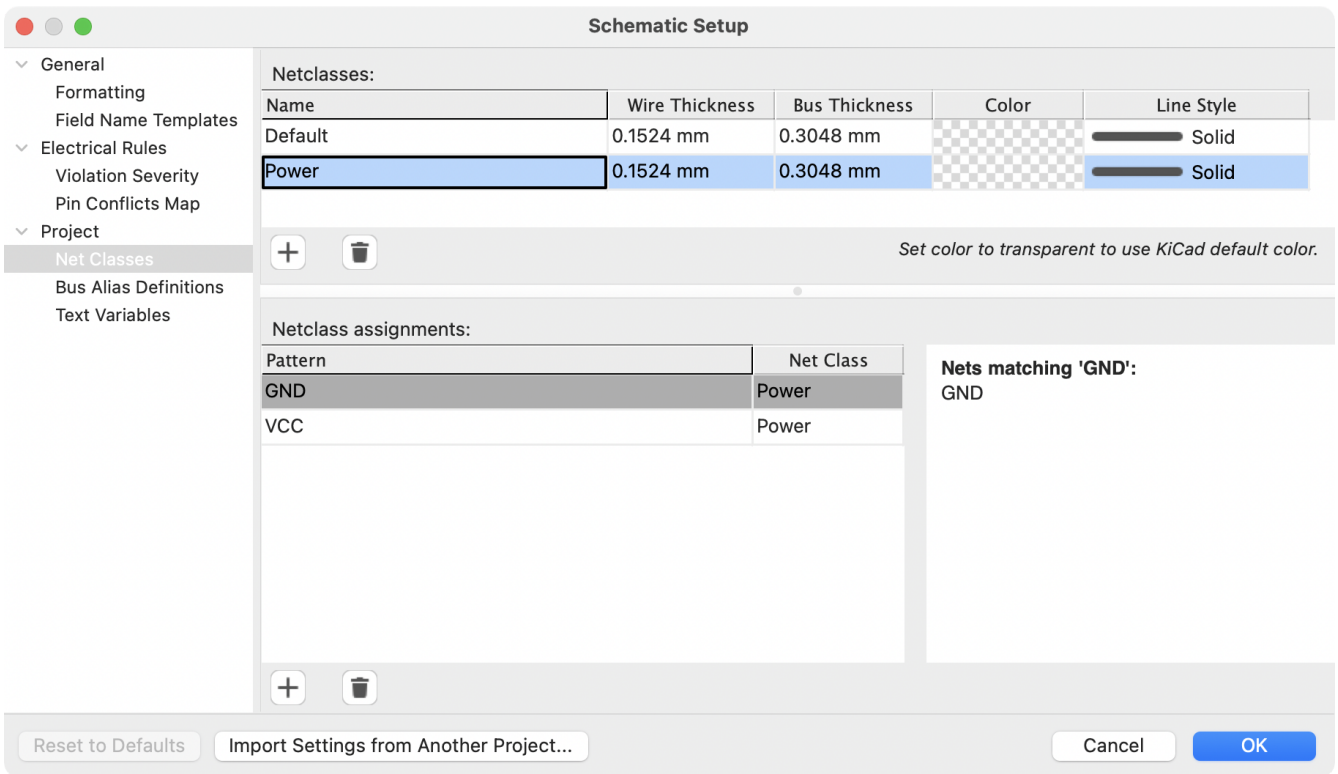 Schematic Setup
General
Formatting
Field Name Templates
Electrical Rules
Violation Severity
Pin Conflicts Map
Project
Net Classes
Bus Alias Definitions
Text Variables
Netclasses:
Name Wire Thickness Bus Thickness Color Line Style
Default 0.1524 mm 0.3048 mm Solid
Power 0.1524 mm 0.3048 mm Solid
Set color to transparent to use KiCad default color.
Netclass assignments:
Pattern Net Class
GND Power
VCC Power
Nets matching 'GND':
GND
Reset to Defaults Import Settings from Another Project... Cancel OK